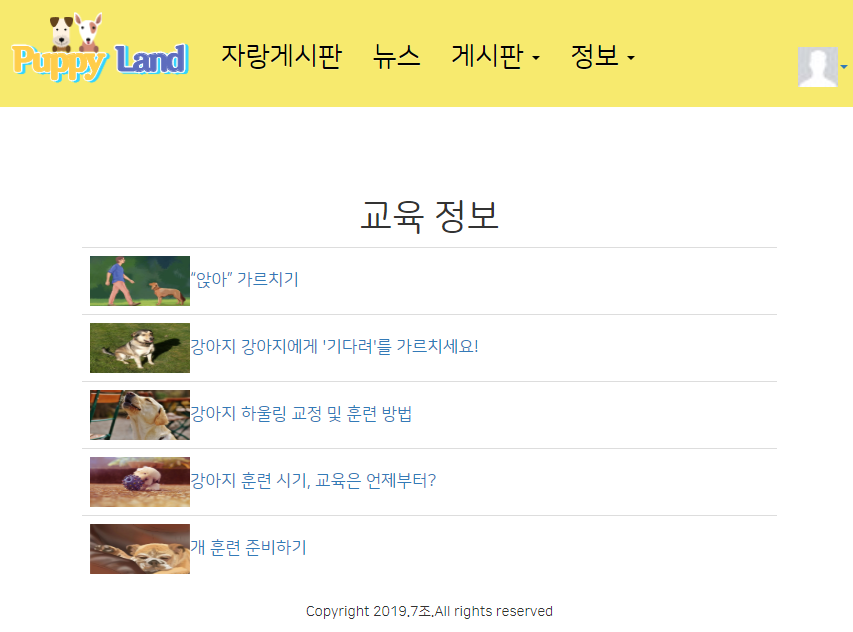 Puppy Land
자랑게시판 뉴스 게시판 정보
교육 정보
“앉아” 가르치기
강아지 강아지에게 '기다려'를 가르치세요!
강아지 하울링 교정 및 훈련 방법
강아지 훈련 시기, 교육은 언제부터?
개 훈련 준비하기
Copyright 2019.7조.All rights reserved